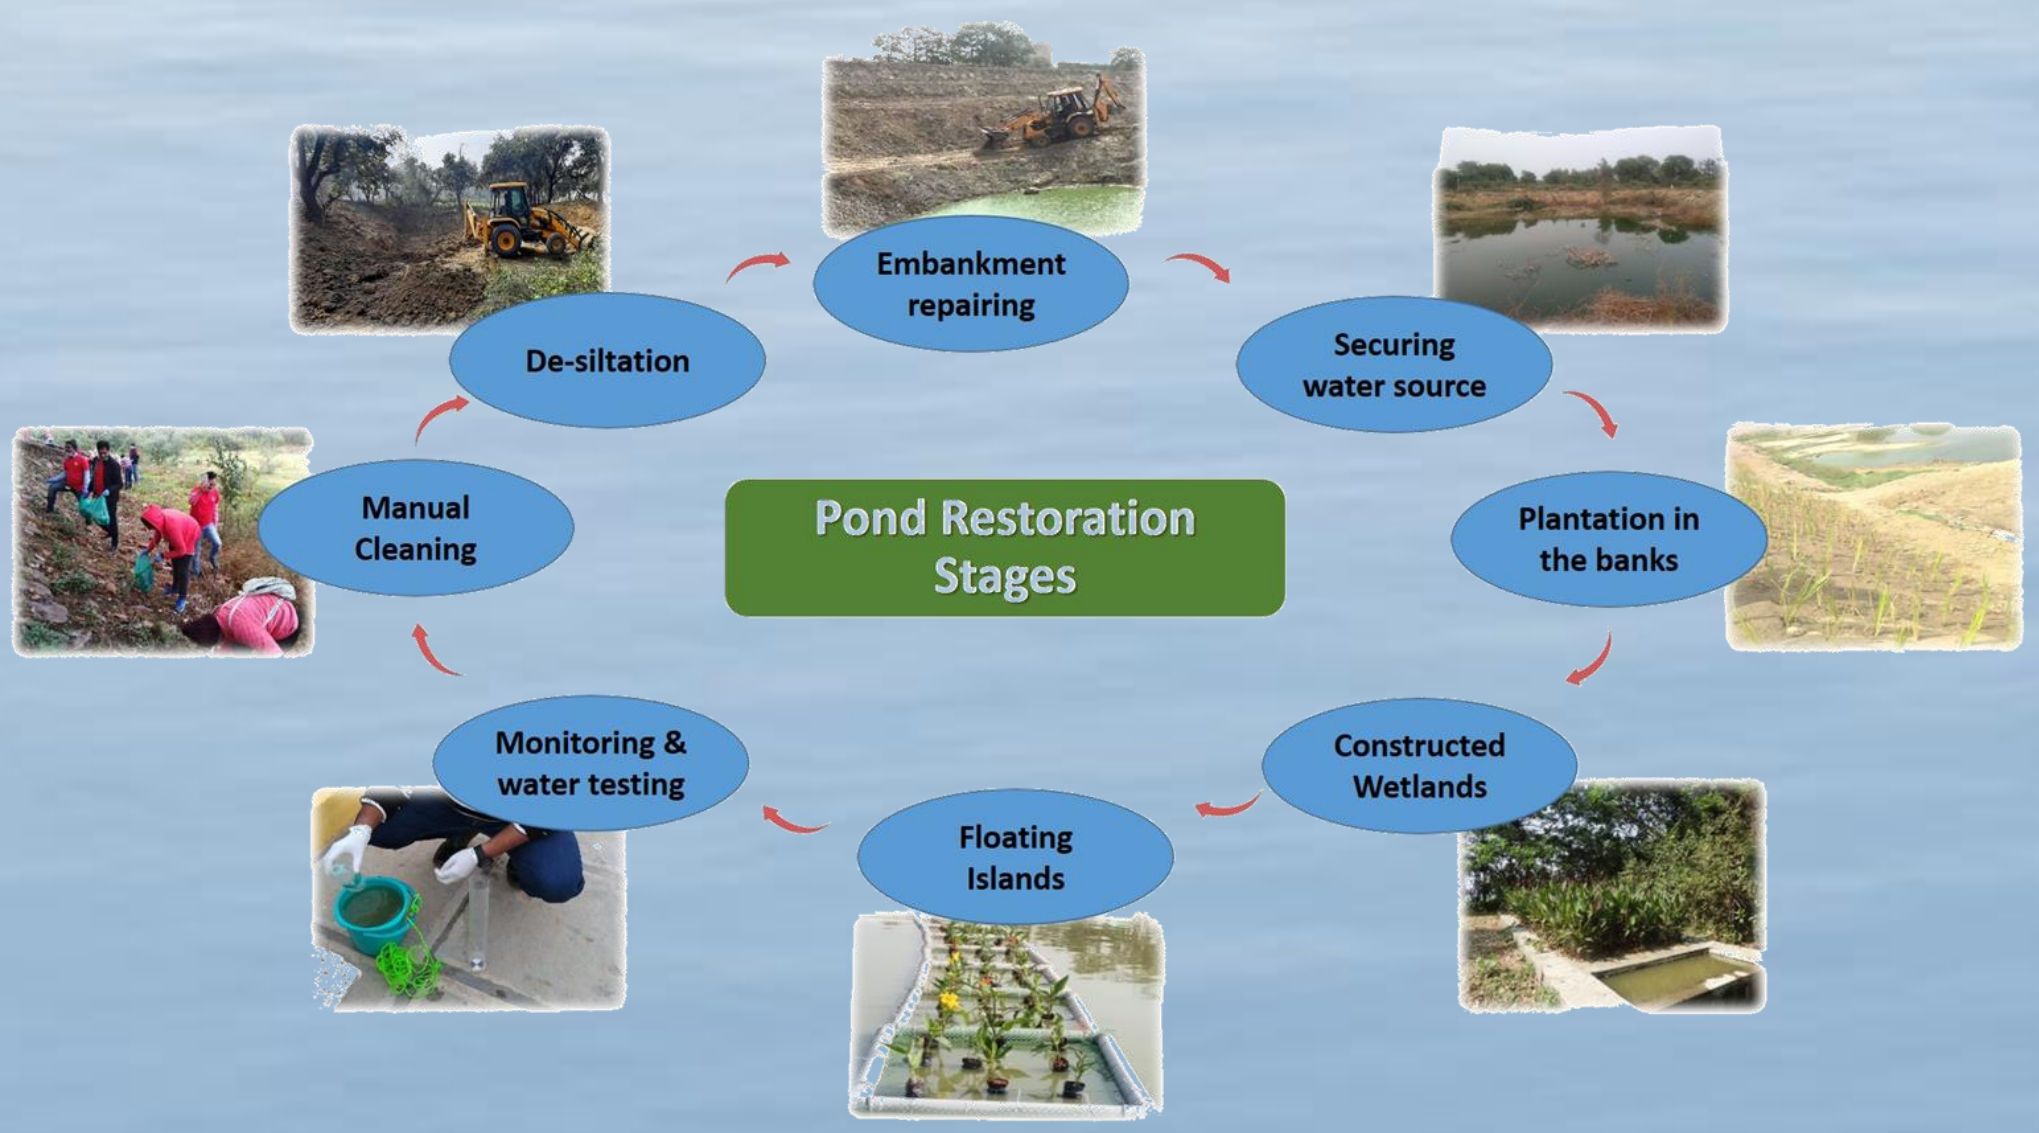 Embankment
repairing
De-siltation
Securing
water source
Manual
Cleaning
Pond Restoration
Stages
Plantation in
the banks
Monitoring &
water testing
Constructed
Wetlands
Floating
Islands